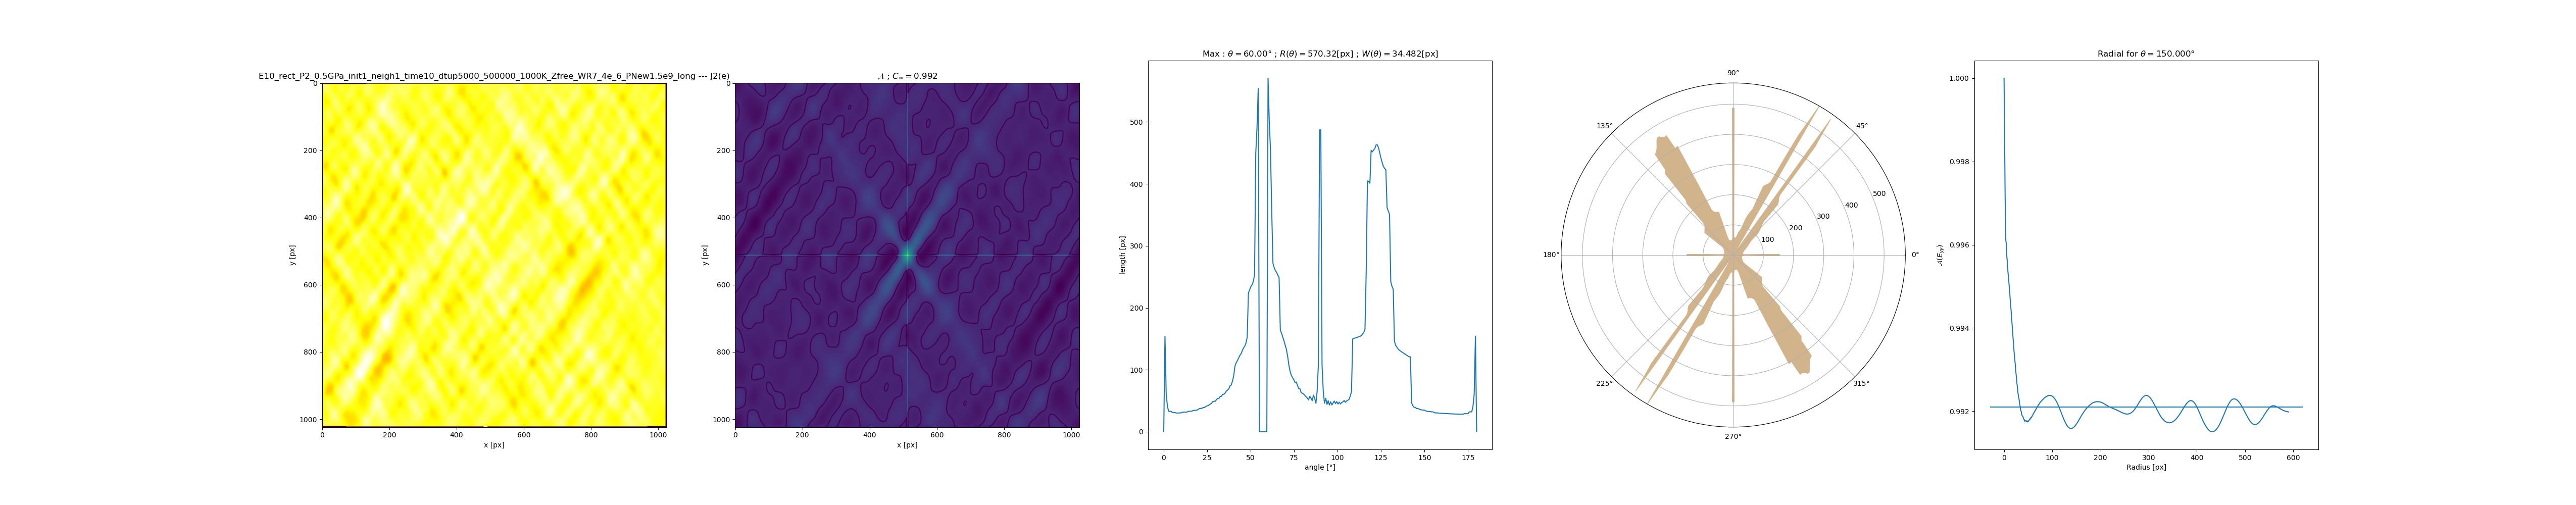 E10_rect_P2_0.5GPa_init1_neigh1_time10_dtup5000_500000_1000K_Zfree_WR7_4e_6_PNew1.5e9_long --- J2(e)
0
200
400
600
800
1000
y [px]
0 200 400 600 800 1000
x [px]
𝒜 ; C∞ = 0.992
0
200
400
600
800
1000
y [px]
0 200 400 600 800 1000
x [px]
Max : θ = 60.00° ; R(θ) = 570.32[px] ; W(θ) = 34.482[px]
500
400
300
200
100
0
length [px]
0 25 50 75 100 125 150 175
angle [°]
90°
135° 45°
500
400
300
200
100
180° 0°
225° 315°
270°
Radial for θ = 150.000°
1.000
0.998
0.996
0.994
0.992
𝒜(Eyy)
0 100 200 300 400 500 600
Radius [px]